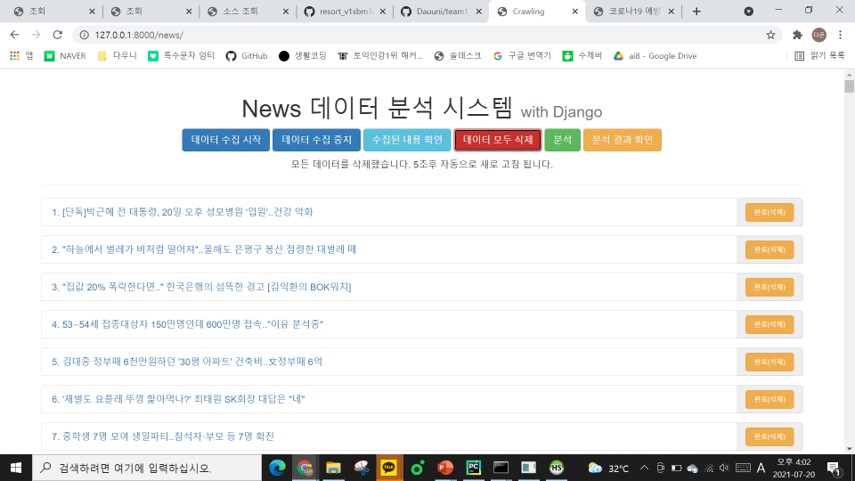 조회
조회
소스 조회
resort_v1sbm3
Dauuni/team1
Crawling
코로나19 예방
127.0.0.1:8000/news/
앱 NAVER 다우니 특수문자 임티 GitHub 생활코딩 토익인강1위 해커... 솔데스크 구글 번역기 수제비 ai8 - Google Drive 읽기 목록
News 데이터 분석 시스템 with Django
데이터 수집 시작 데이터 수집 중지 수집된 내용 확인 데이터 모두 삭제 분석 분석 결과 확인
모든 데이터를 삭제했습니다. 5초후 자동으로 새로 고침 됩니다.
1. [단독]박근혜 전 대통령, 20일 오후 성모병원 '입원'..건강 악화 완료(삭제)
2. "하늘에서 벌레가 비처럼 떨어져"..올해도 은평구 봉산 점령한 대벌레 떼 완료(삭제)
3. "집값 20% 폭락한다면.." 한국은행의 섬뜩한 경고 [김익환의 BOK워치] 완료(삭제)
4. 53~54세 접종대상자 150만명인데 600만명 접속.."이유 분석중" 완료(삭제)
5. 김대중 정부때 6천만원하던 '30평 아파트' 건축비..文정부때 6억 완료(삭제)
6. '재벌도 요플레 뚜껑 핥아먹나?' 최태원 SK회장 대답은 "네" 완료(삭제)
7. 중학생 7명 모여 생일파티..참석자·부모 등 7명 확진 완료(삭제)
검색하려면 여기에 입력하십시오.
TALK
PC
HS
32°C
A
오후 4:02
2021-07-20
1